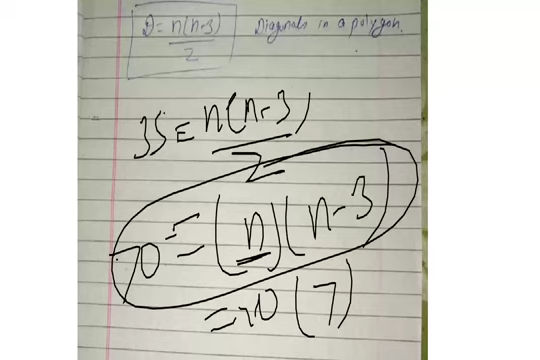 D = n(n-3)/2 Diagonals in a polygon.
35 = n(n-3)/2
70 = (n)(n-3)
= 10(7)